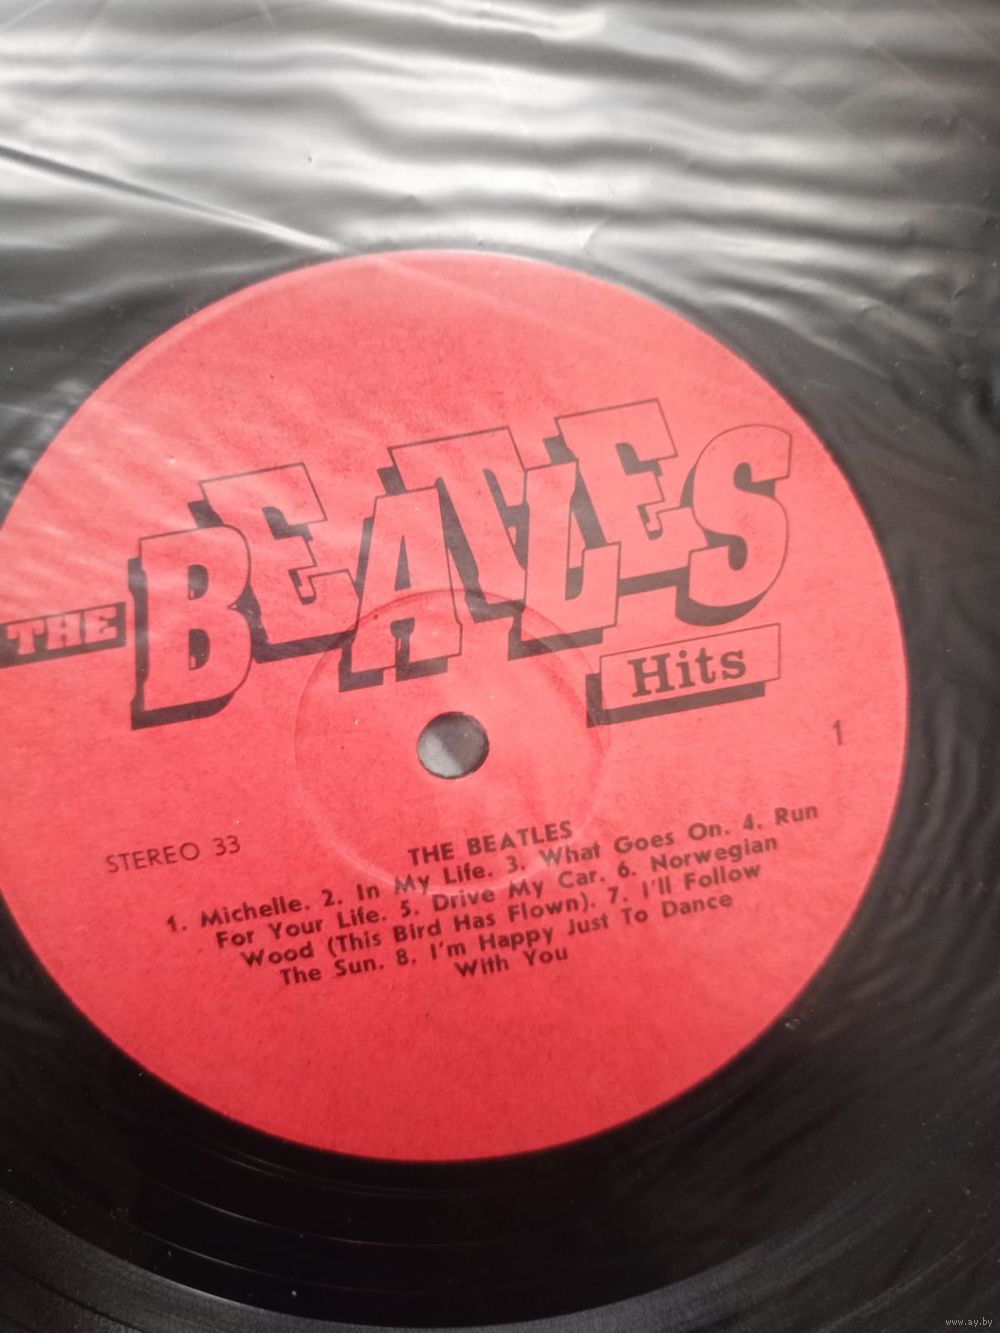 THE BEATLES
Hits
1
STEREO 33
THE BEATLES
1. Michelle. 2. In My Life. 3. What Goes On. 4. Run
For Your Life. 5. Drive My Car. 6. Norwegian
Wood (This Bird Has Flown). 7. I'll Follow
The Sun. 8. I'm Happy Just To Dance
With You
www.ay.by